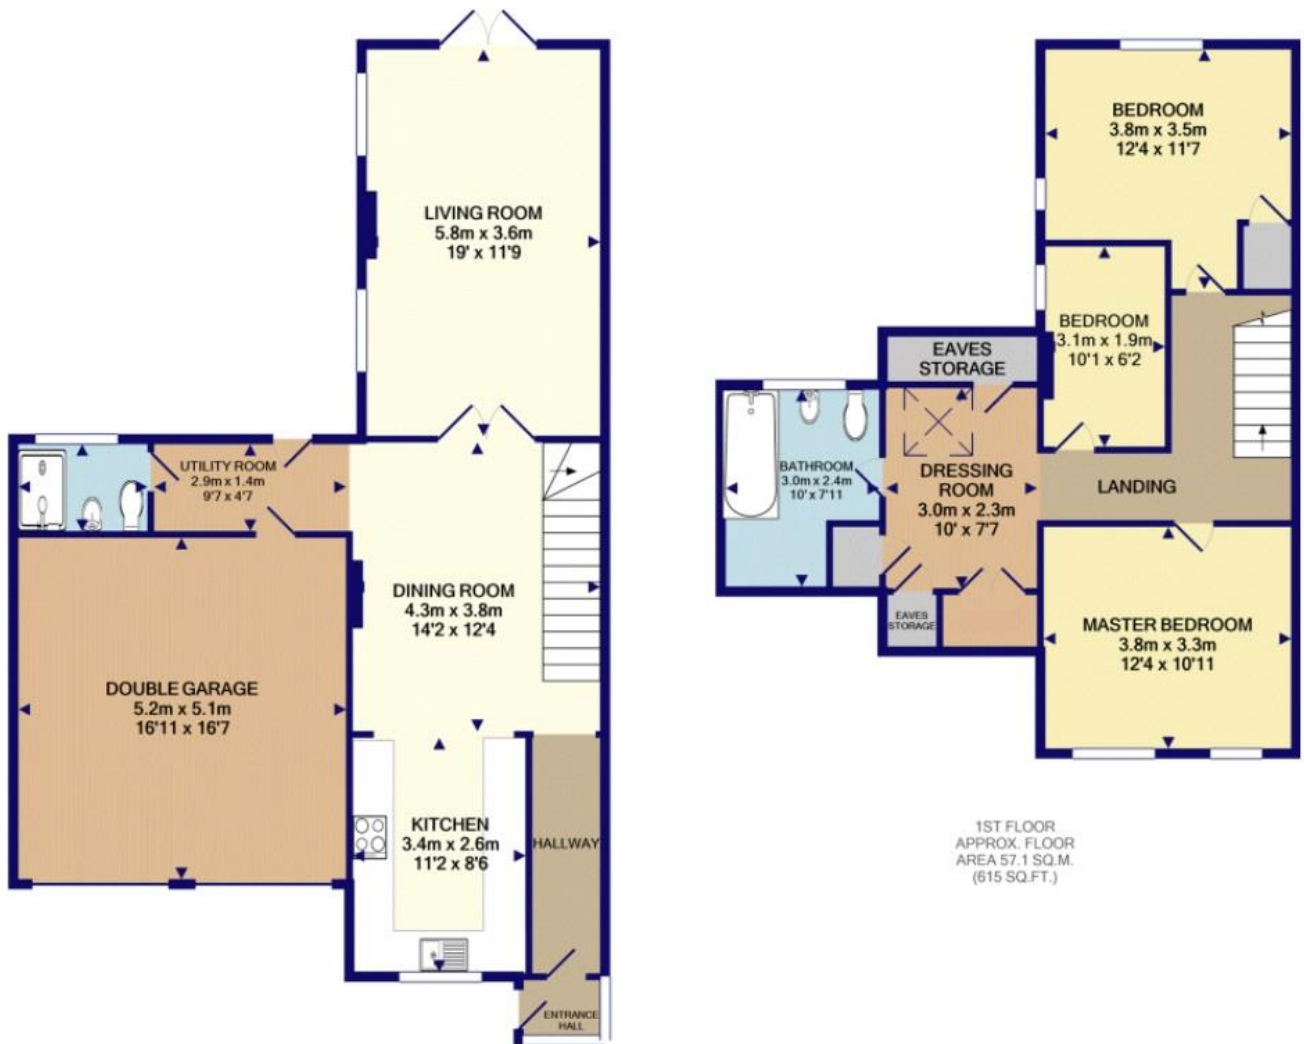 LIVING ROOM
5.8m x 3.6m
19' x 11'9
UTILITY ROOM
2.9m x 1.4m
9'7 x 4'7
DINING ROOM
4.3m x 3.8m
14'2 x 12'4
DOUBLE GARAGE
5.2m x 5.1m
16'11 x 16'7
KITCHEN
3.4m x 2.6m
11'2 x 8'6
HALLWAY
ENTRANCE
HALL
BEDROOM
3.8m x 3.5m
12'4 x 11'7
BEDROOM
3.1m x 1.9m
10'1 x 6'2
EAVES
STORAGE
BATHROOM
3.0m x 2.4m
10' x 7'11
DRESSING
ROOM
3.0m x 2.3m
10' x 7'7
LANDING
EAVES
STORAGE
MASTER BEDROOM
3.8m x 3.3m
12'4 x 10'11
1ST FLOOR
APPROX. FLOOR
AREA 57.1 SQ.M.
(615 SQ.FT.)